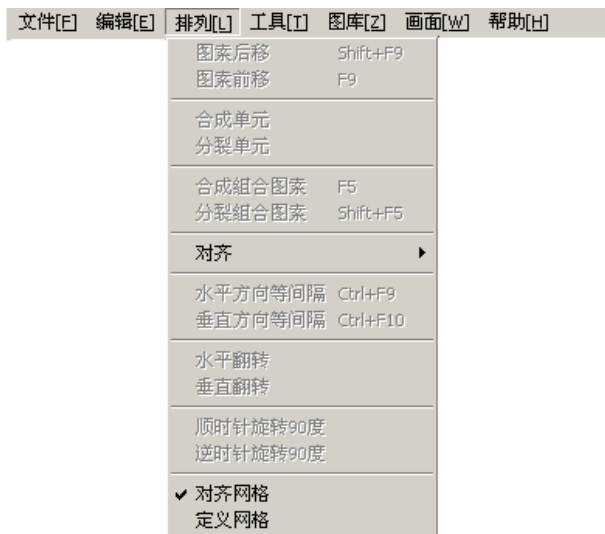 文件[F] 编辑[E] 排列[L] 工具[T] 图库[Z] 画面[W] 帮助[H]
图素后移 Shift+F9
图素前移 F9
合成单元
分裂单元
合成组合图素 F5
分裂组合图素 Shift+F5
对齐
水平方向等间隔 Ctrl+F9
垂直方向等间隔 Ctrl+F10
水平翻转
垂直翻转
顺时针旋转90度
逆时针旋转90度
对齐网格
定义网格